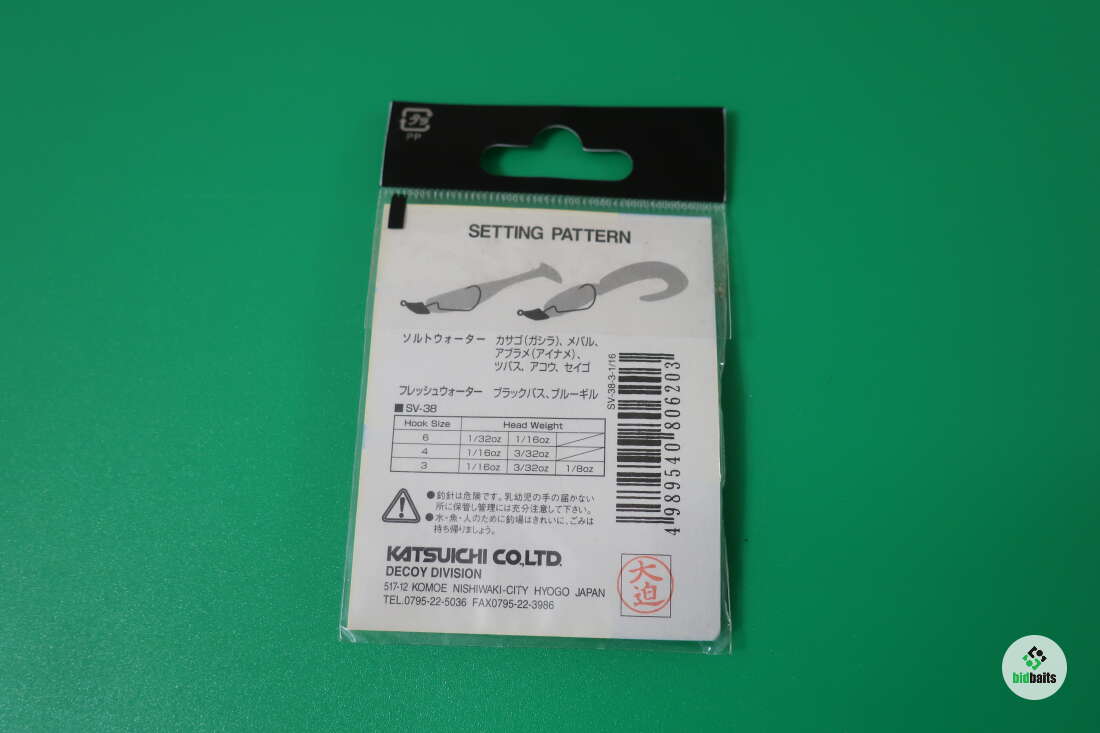 プラ
PP
SETTING PATTERN
ソルトウォーター カサゴ(ガシラ)、メバル、
アブラメ(アイナメ)、
ツバス、アコウ、セイゴ
フレッシュウォーター ブラックバス、ブルーギル
■SV-38
Hook Size Head Weight
6 1/32oz 1/16oz
4 1/16oz 3/32oz
3 1/16oz 3/32oz 1/8oz
SV-38-3-1/16
4 989540 806203
●釣針は危険です。乳幼児の手の届かない
所に保管し管理には充分注意して下さい。
●水・魚・人のために釣場はきれいに、ごみは
持ち帰りましょう。
KATSUICHI CO.,LTD.
DECOY DIVISION
517-12 KOMOE NISHIWAKI-CITY HYOGO JAPAN
TEL.0795-22-5036 FAX0795-22-3986
大
迫
bidbaits